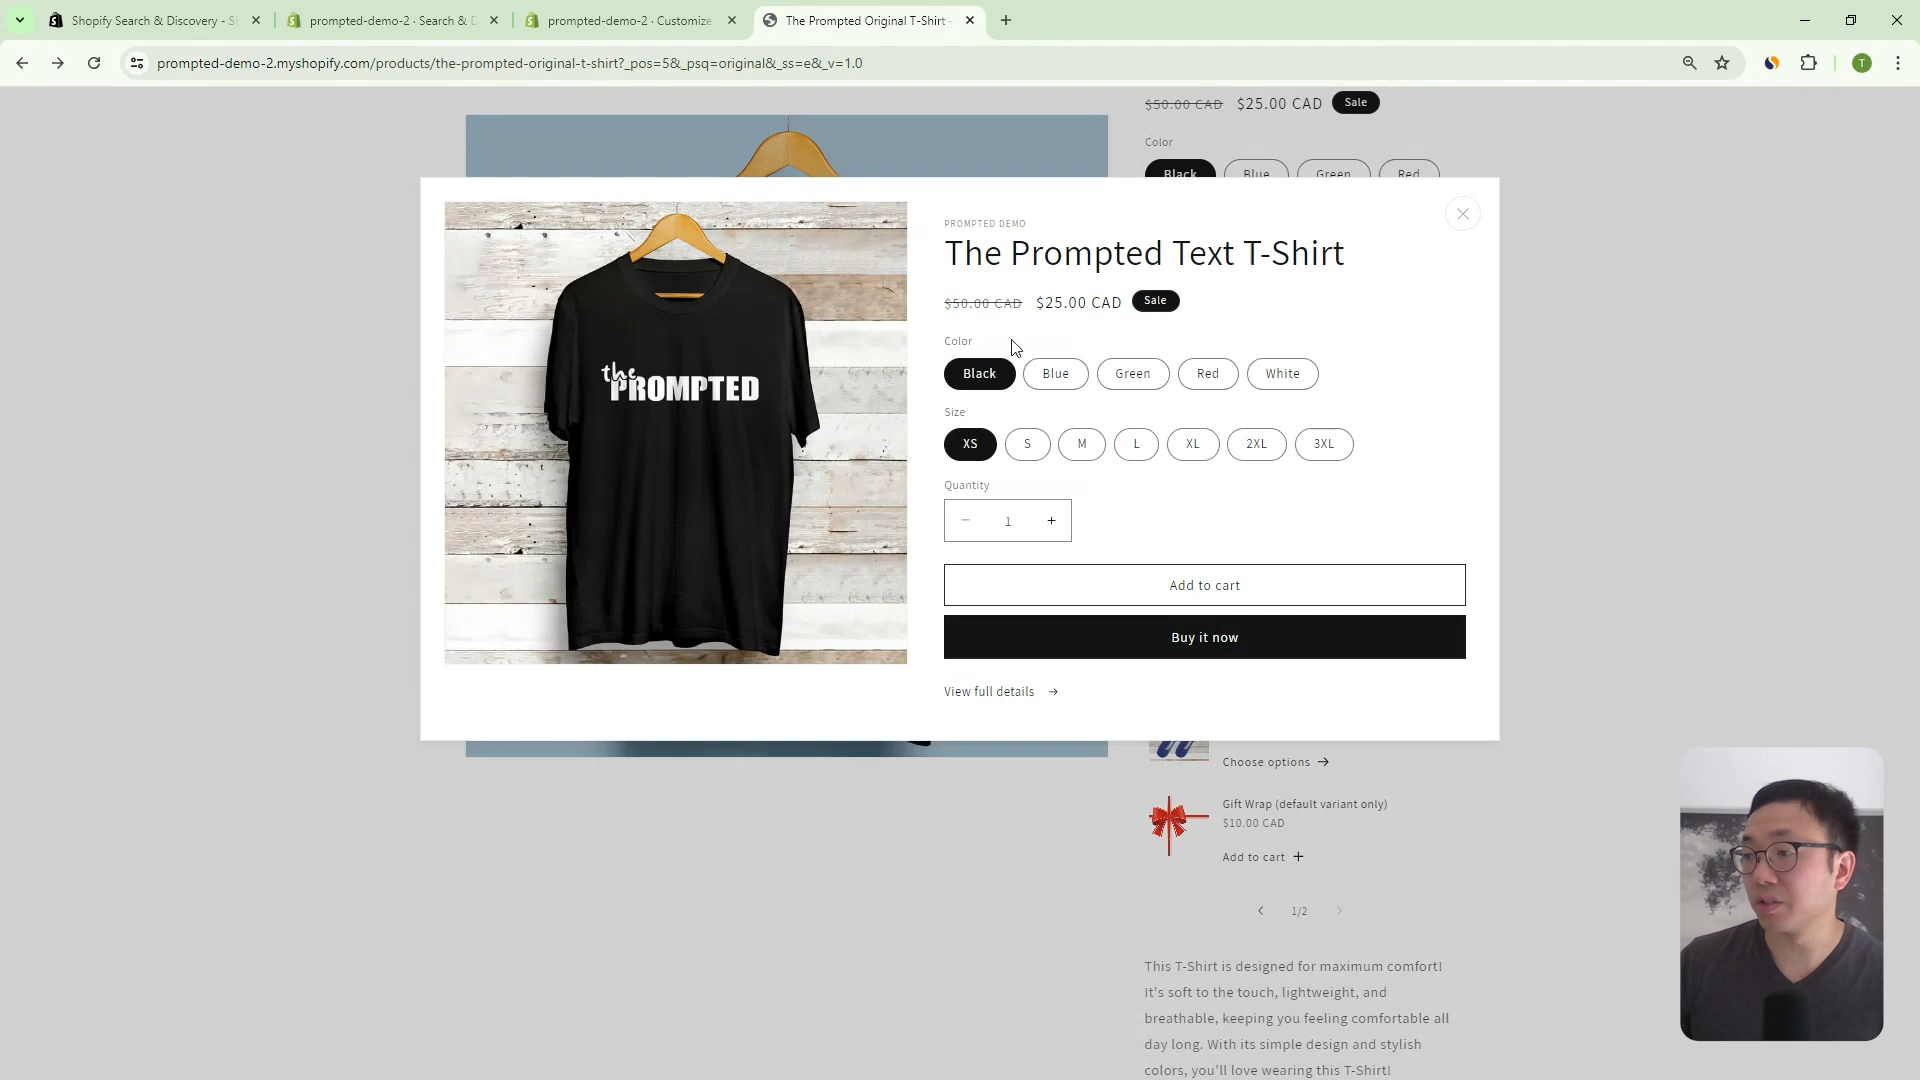 Shopify Search & Discovery - S
prompted-demo-2 · Search & D
prompted-demo-2 · Customize
The Prompted Original T-Shirt -
prompted-demo-2.myshopify.com/products/the-prompted-original-t-shirt?_pos=5&_psq=original&_ss=e&_v=1.0
T
$50.00 CAD $25.00 CAD Sale
Color
Black Blue Green Red
PROMPTED DEMO
The Prompted Text T-Shirt
$50.00 CAD $25.00 CAD Sale
Color
Black Blue Green Red White
Size
XS S M L XL 2XL 3XL
Quantity
− 1 +
Add to cart
Buy it now
View full details →
the
PROMPTED
Choose options →
Gift Wrap (default variant only)
$10.00 CAD
Add to cart +
< 1/2 >
This T-Shirt is designed for maximum comfort!
It's soft to the touch, lightweight, and
breathable, keeping you feeling comfortable all
day long. With its simple design and stylish
colors, you'll love wearing this T-Shirt!